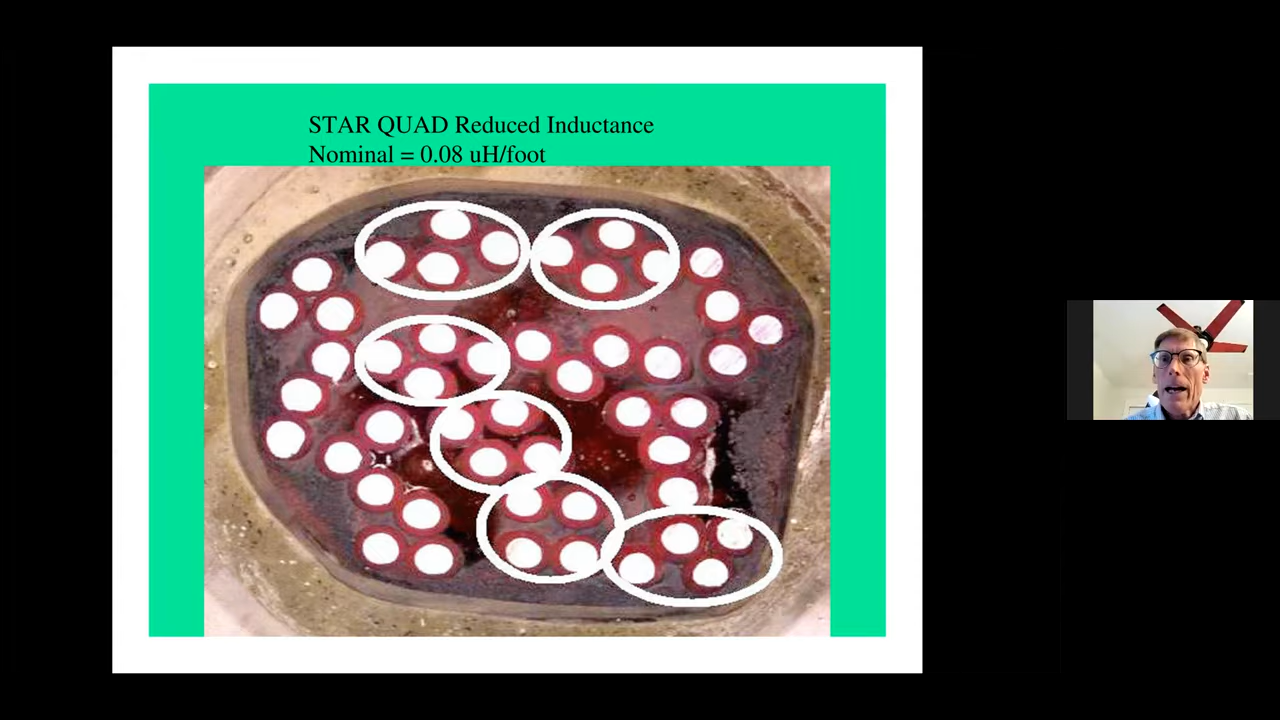 STAR QUAD Reduced Inductance
Nominal = 0.08 uH/foot